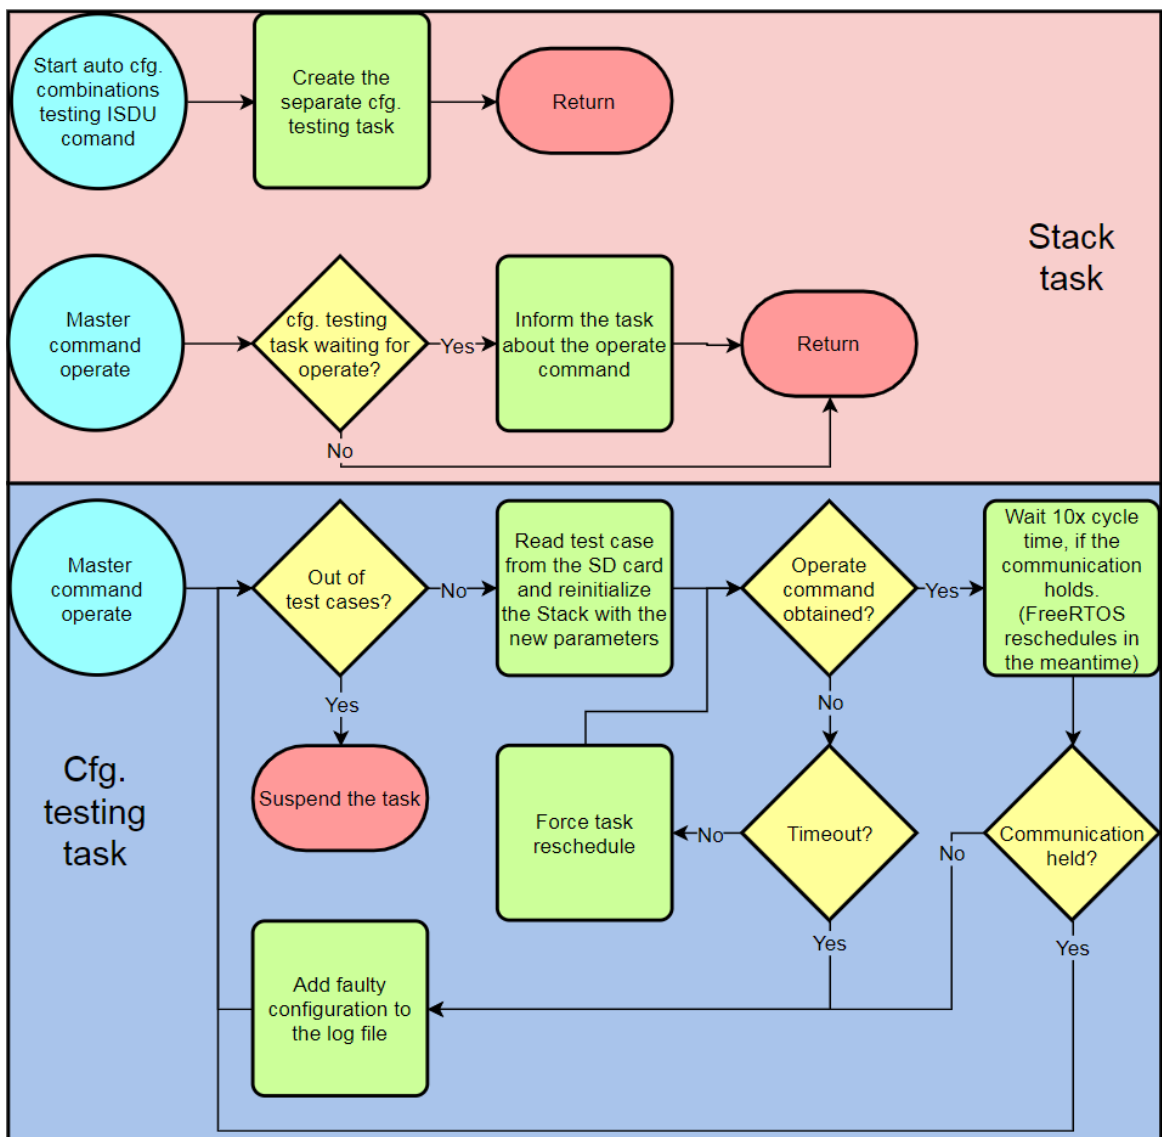 Start auto cfg.
combinations
testing ISDU
comand
Create the
separate cfg.
testing task
Return
Stack
task
Master
command
operate
cfg. testing
task waiting for
operate?
Yes
Inform the task
about the operate
command
Return
No
Master
command
operate
Out of
test cases?
No
Read test case
from the SD card
and reinitialize
the Stack with the
new parameters
Operate
command
obtained?
Yes
Wait 10x cycle
time, if the
communication
holds.
(FreeRTOS
reschedules in
the meantime)
Yes
No
Cfg.
testing
task
Suspend the task
Force task
reschedule
No
Timeout?
No
Communication
held?
Yes
Yes
Add faulty
configuration to
the log file